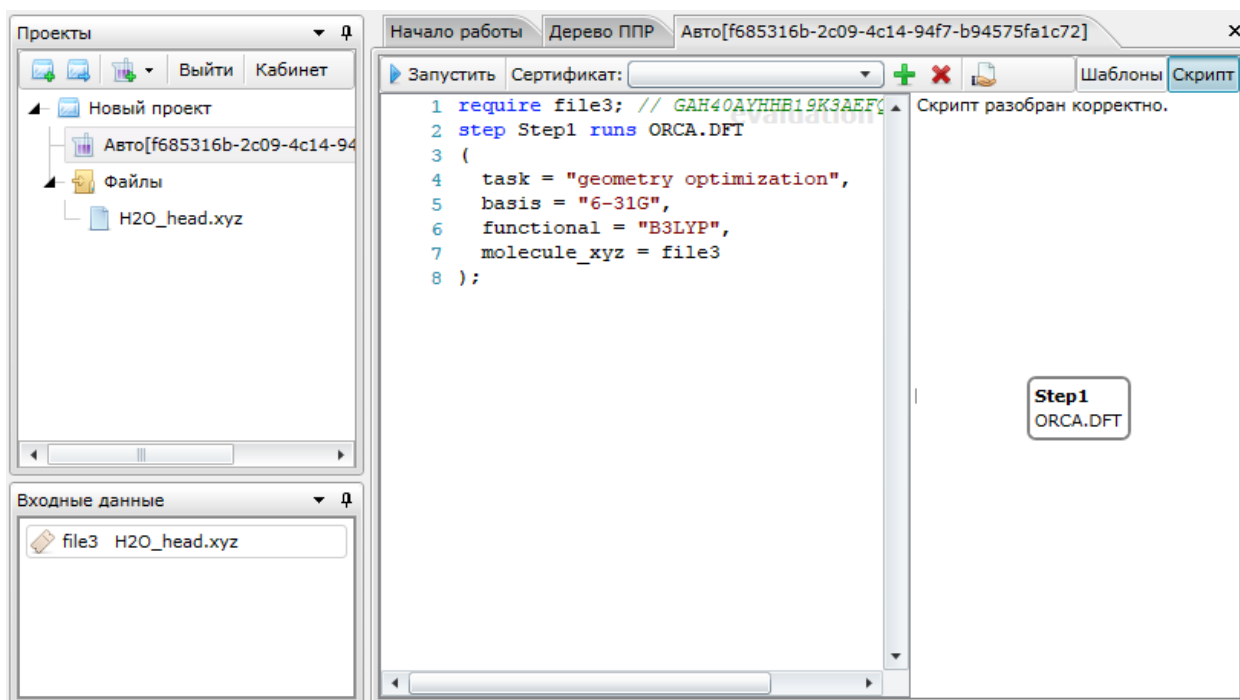 Проекты
Выйти Кабинет
Новый проект
Авто[f685316b-2c09-4c14-94
Файлы
H2O_head.xyz
Входные данные
file3 H2O_head.xyz
Начало работы Дерево ППР Авто[f685316b-2c09-4c14-94f7-b94575fa1c72]
Запустить Сертификат: Шаблоны Скрипт
1 require file3; // GAH40AYHHB19K3AEF
evaluation
2 step Step1 runs ORCA.DFT
3 (
4 task = "geometry optimization",
5 basis = "6-31G",
6 functional = "B3LYP",
7 molecule_xyz = file3
8 );
Скрипт разобран корректно.
Step1
ORCA.DFT